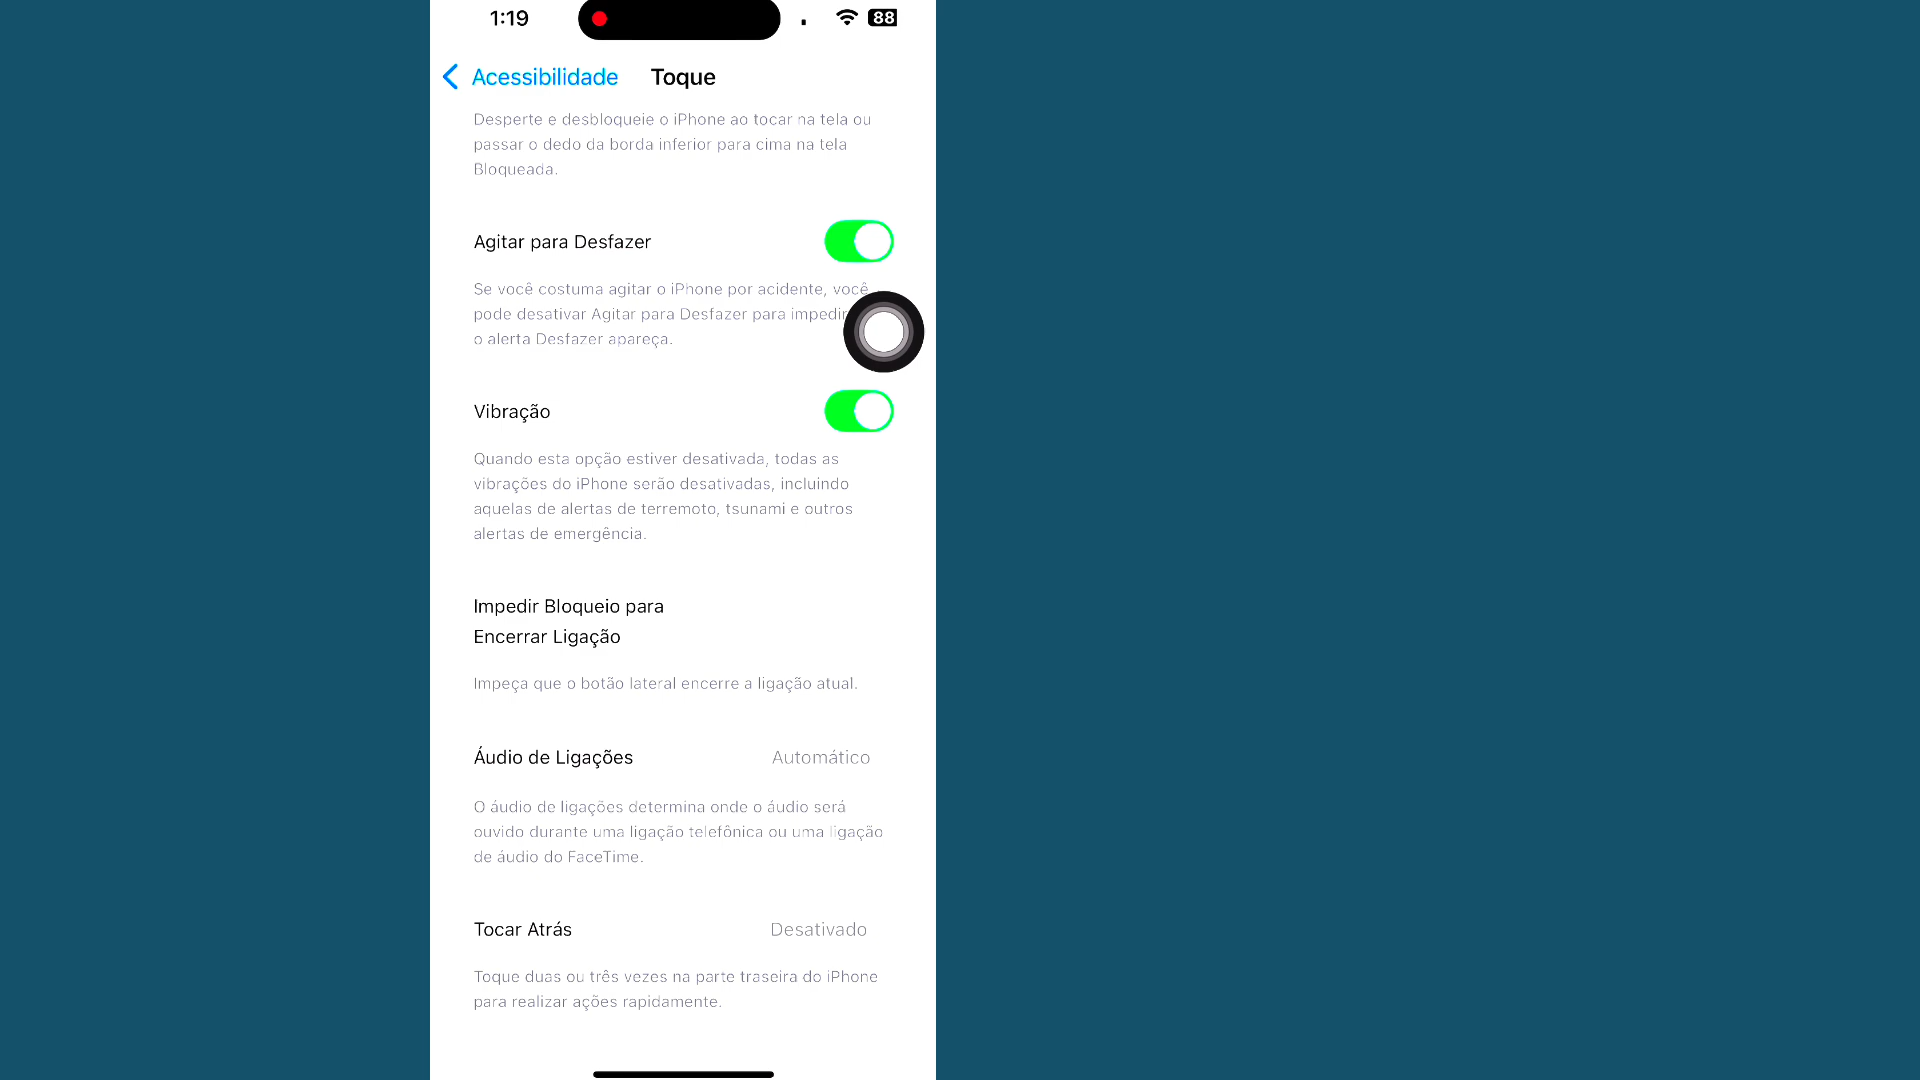 1:19
88
Acessibilidade
Toque
Desperte e desbloqueie o iPhone ao tocar na tela ou
passar o dedo da borda inferior para cima na tela
Bloqueada.
Agitar para Desfazer
Se você costuma agitar o iPhone por acidente, você
pode desativar Agitar para Desfazer para impedir
o alerta Desfazer apareça.
Vibração
Quando esta opção estiver desativada, todas as
vibrações do iPhone serão desativadas, incluindo
aquelas de alertas de terremoto, tsunami e outros
alertas de emergência.
Impedir Bloqueio para
Encerrar Ligação
Impeça que o botão lateral encerre a ligação atual.
Áudio de Ligações
Automático
O áudio de ligações determina onde o áudio será
ouvido durante uma ligação telefônica ou uma ligação
de áudio do FaceTime.
Tocar Atrás
Desativado
Toque duas ou três vezes na parte traseira do iPhone
para realizar ações rapidamente.